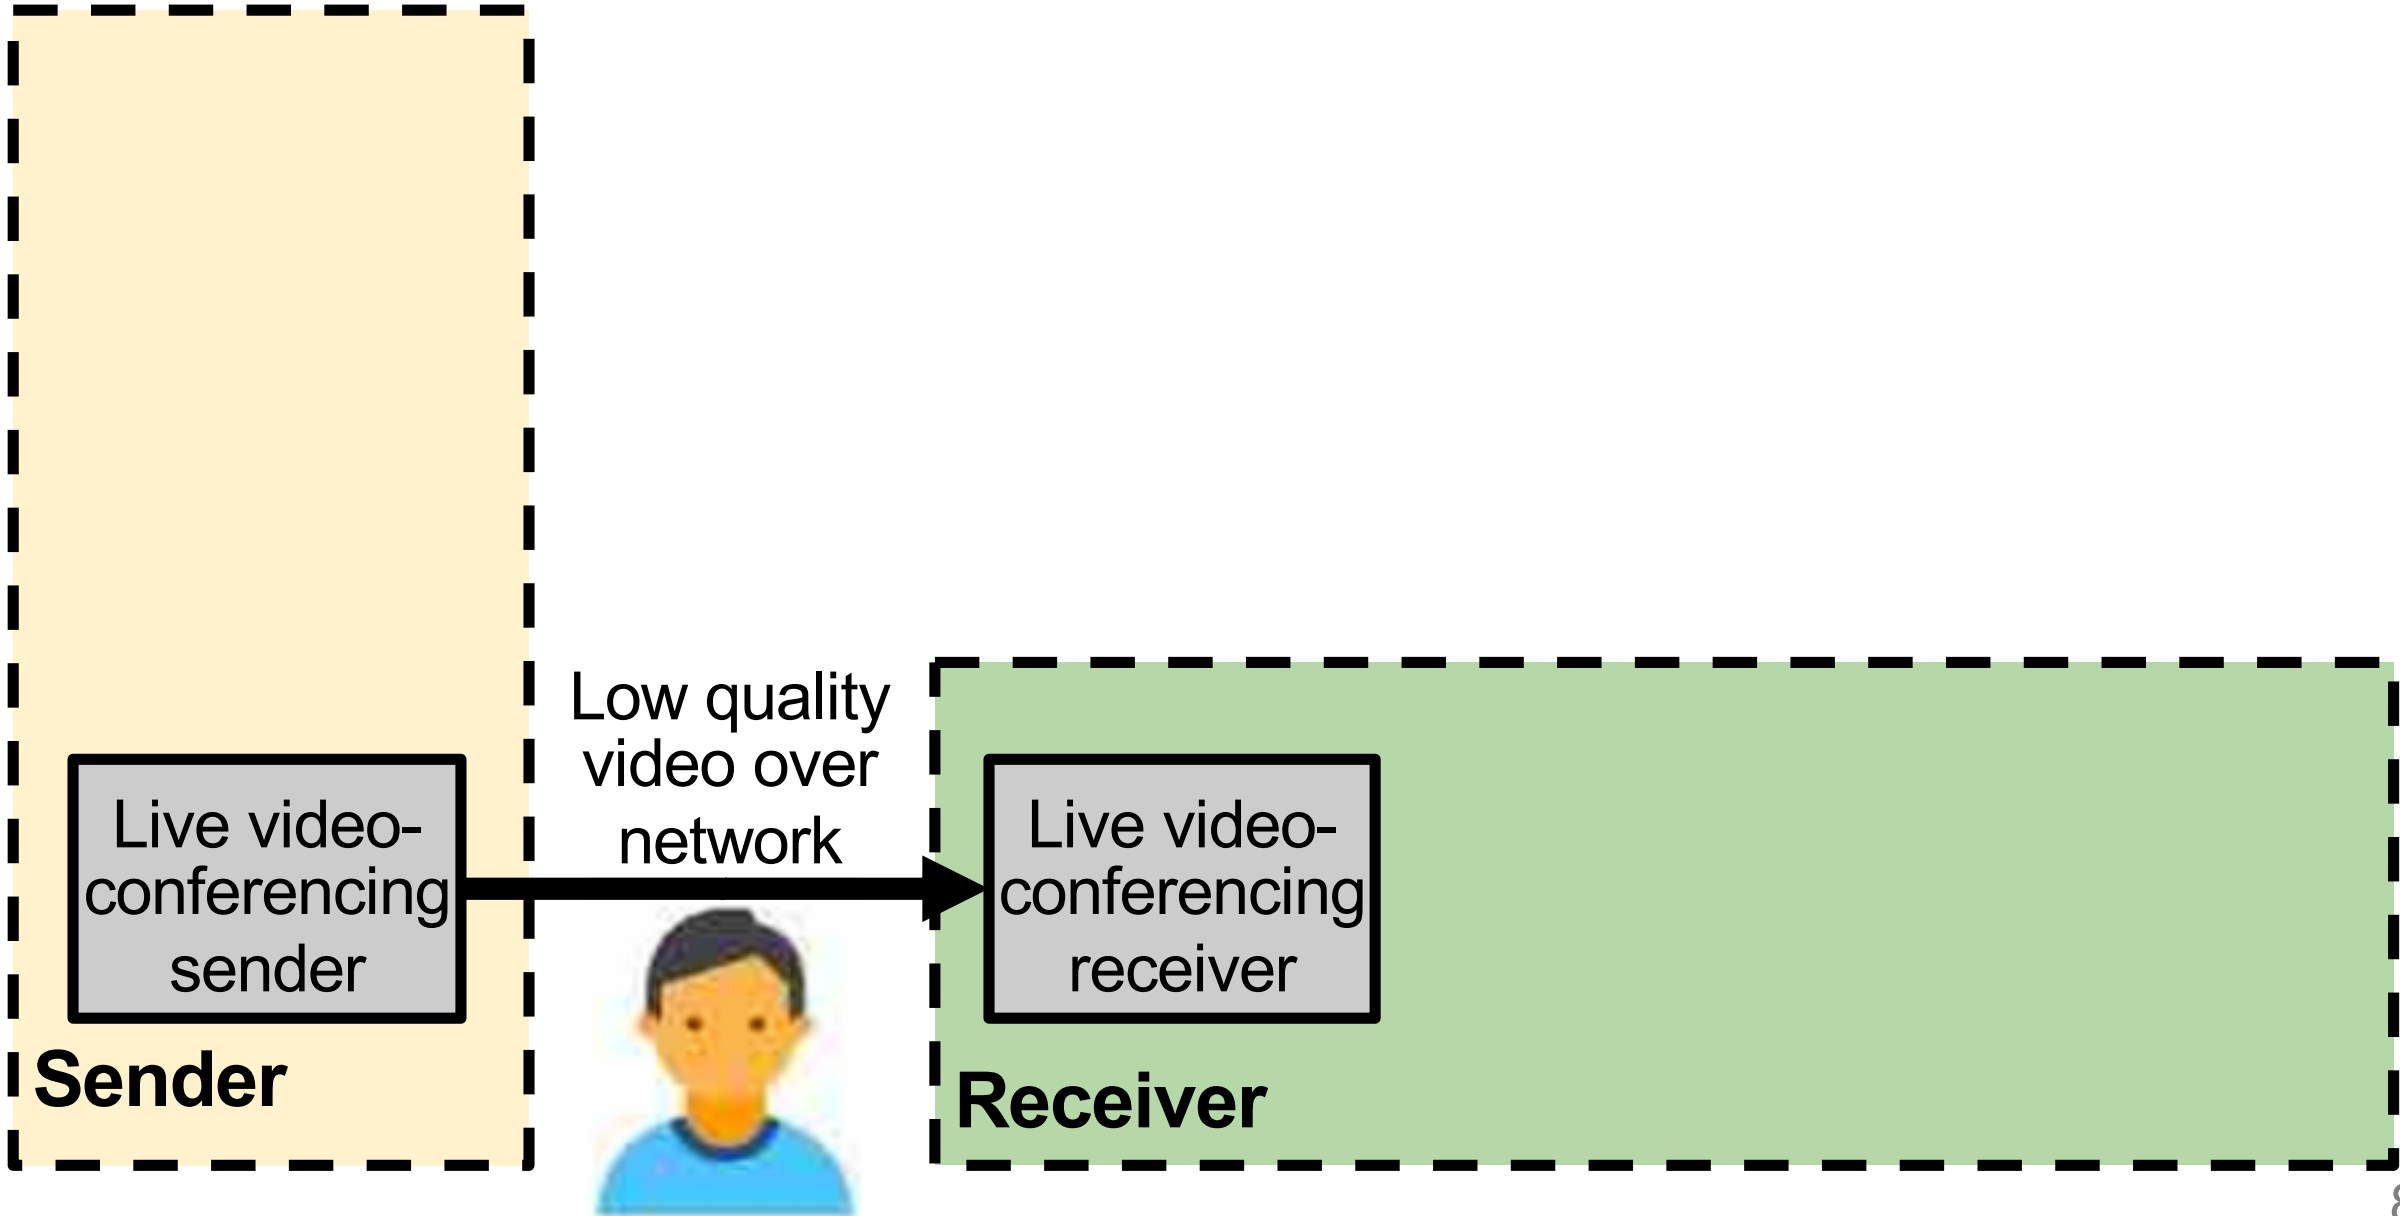 Low quality
video over
network
Live video-
conferencing
sender
Live video-
conferencing
receiver
Sender
Receiver